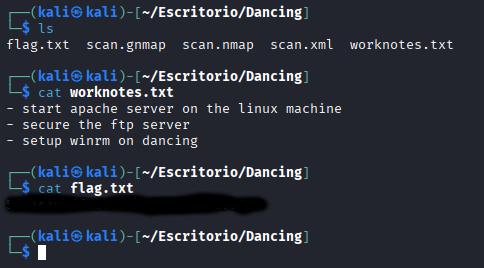 ┌──(kali㉿kali)-[~/Escritorio/Dancing]
└─$ ls
flag.txt  scan.gnmap  scan.nmap  scan.xml  worknotes.txt
┌──(kali㉿kali)-[~/Escritorio/Dancing]
└─$ cat worknotes.txt
- start apache server on the linux machine
- secure the ftp server
- setup winrm on dancing
┌──(kali㉿kali)-[~/Escritorio/Dancing]
└─$ cat flag.txt
┌──(kali㉿kali)-[~/Escritorio/Dancing]
└─$